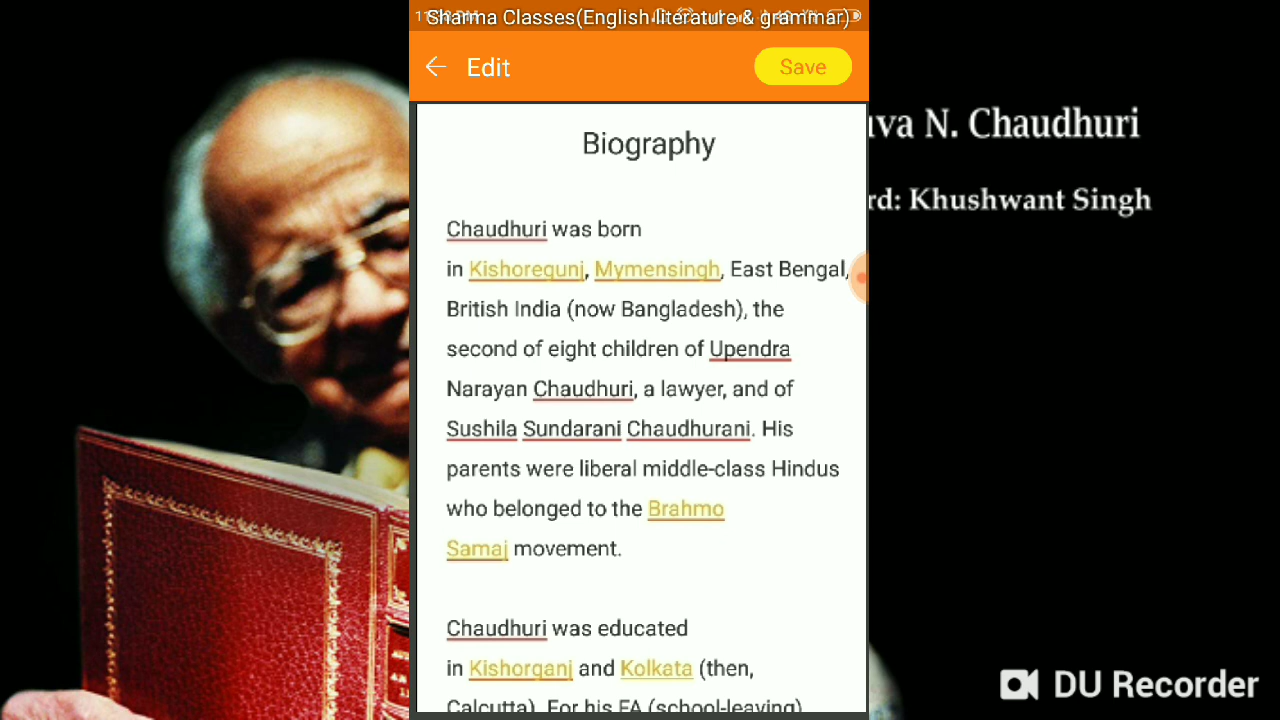 Sharma Classes(English literature & grammar)
Edit
Save
Biography
Chaudhuri was born
in Kishoregunj, Mymensingh, East Bengal,
British India (now Bangladesh), the
second of eight children of Upendra
Narayan Chaudhuri, a lawyer, and of
Sushila Sundarani Chaudhurani. His
parents were liberal middle-class Hindus
who belonged to the Brahmo
Samaj movement.
Chaudhuri was educated
in Kishorganj and Kolkata (then,
Calcutta). For his FA (school-leaving)
N. Chaudhuri
Khushwant Singh
DU Recorder